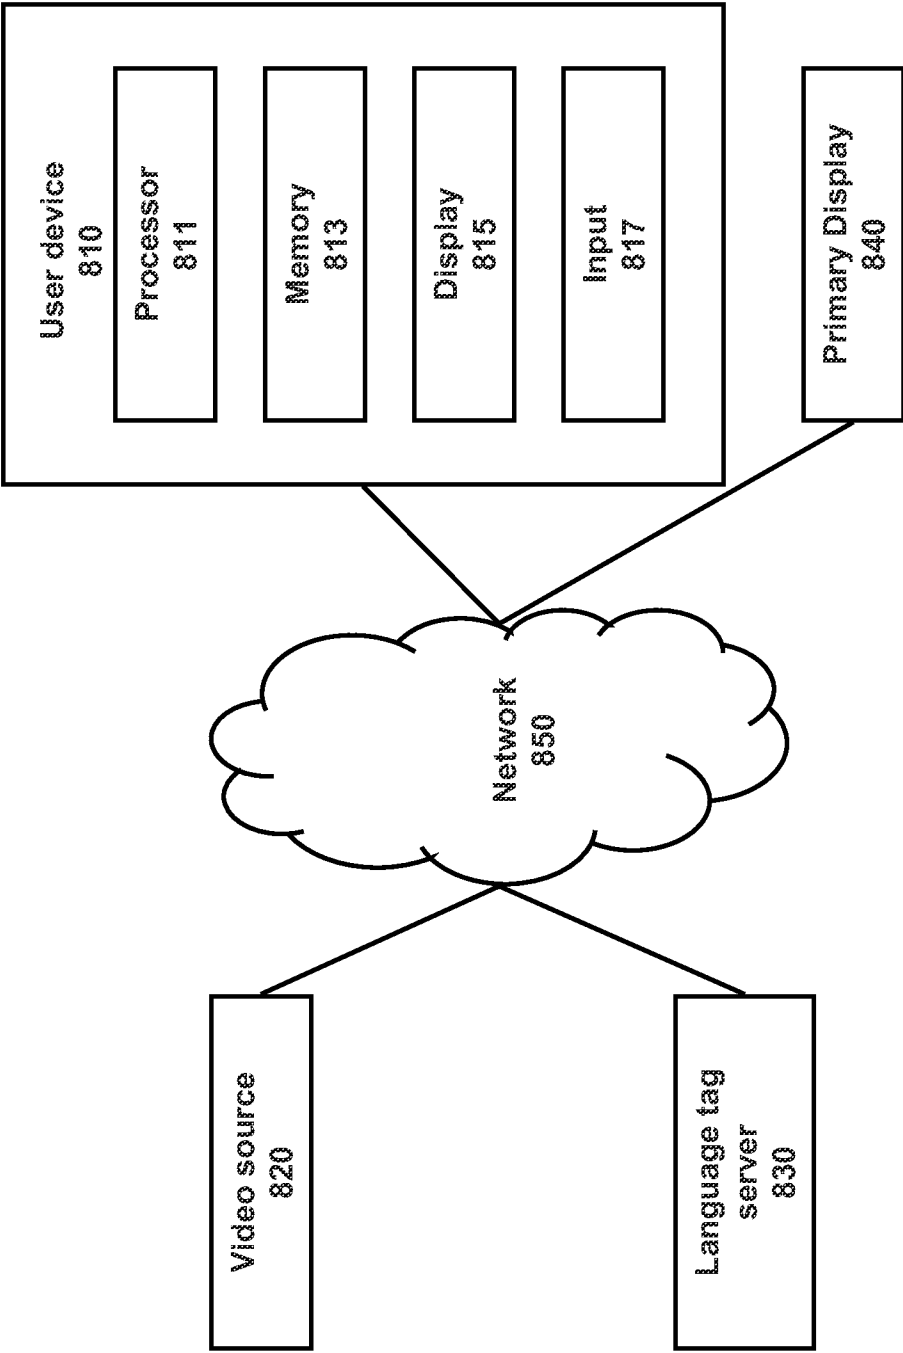 User device
810
Processor
811
Memory
813
Display
815
Input
817
Primary Display
840
Network
850
Video source
820
Language tag
server
830